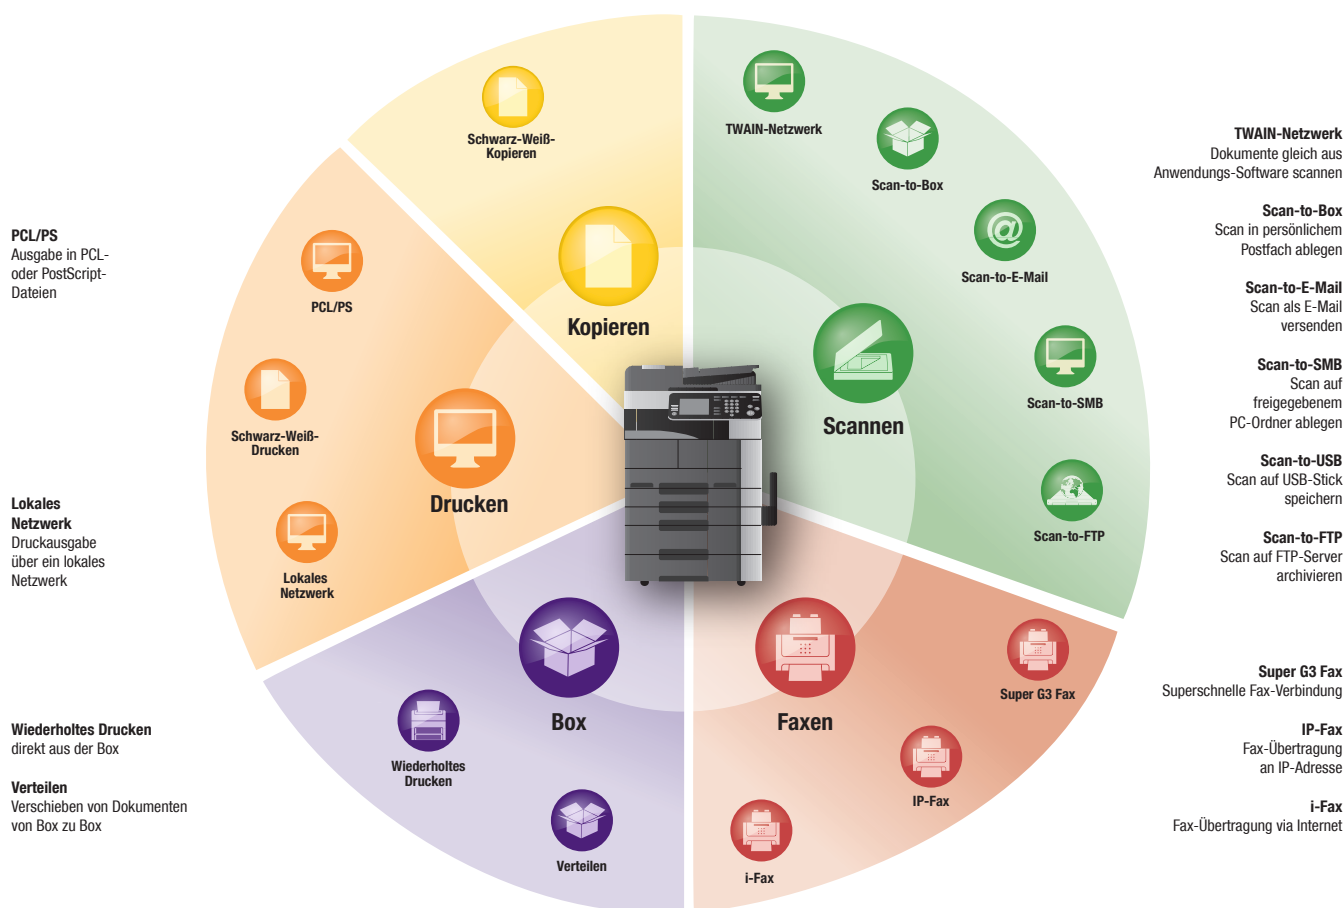 PCL/PS
Ausgabe in PCL-
oder PostScript-
Dateien
Lokales
Netzwerk
Druckausgabe
über ein lokales
Netzwerk
Wiederholtes Drucken
direkt aus der Box
Verteilen
Verschieben von Dokumenten
von Box zu Box
Schwarz-Weiß-
Kopieren
Kopieren
PCL/PS
Schwarz-Weiß-
Drucken
Lokales
Netzwerk
Drucken
Box
Wiederholtes
Drucken
Verteilen
TWAIN-Netzwerk
Scan-to-Box
@
Scan-to-E-Mail
Scan-to-SMB
Scan-to-FTP
Scannen
Faxen
Super G3 Fax
IP-Fax
i-Fax
TWAIN-Netzwerk
Dokumente gleich aus
Anwendungs-Software scannen
Scan-to-Box
Scan in persönlichem
Postfach ablegen
Scan-to-E-Mail
Scan als E-Mail
versenden
Scan-to-SMB
Scan auf
freigegebenem
PC-Ordner ablegen
Scan-to-USB
Scan auf USB-Stick
speichern
Scan-to-FTP
Scan auf FTP-Server
archivieren
Super G3 Fax
Superschnelle Fax-Verbindung
IP-Fax
Fax-Übertragung
an IP-Adresse
i-Fax
Fax-Übertragung via Internet